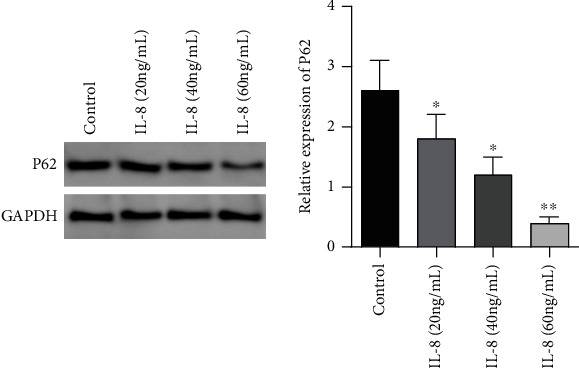 Control
IL-8 (20ng/mL)
IL-8 (40ng/mL)
IL-8 (60ng/mL)
P62
GAPDH
Relative expression of P62
4
3
2
1
0
*
*
**
Control
IL-8 (20ng/mL)
IL-8 (40ng/mL)
IL-8 (60ng/mL)